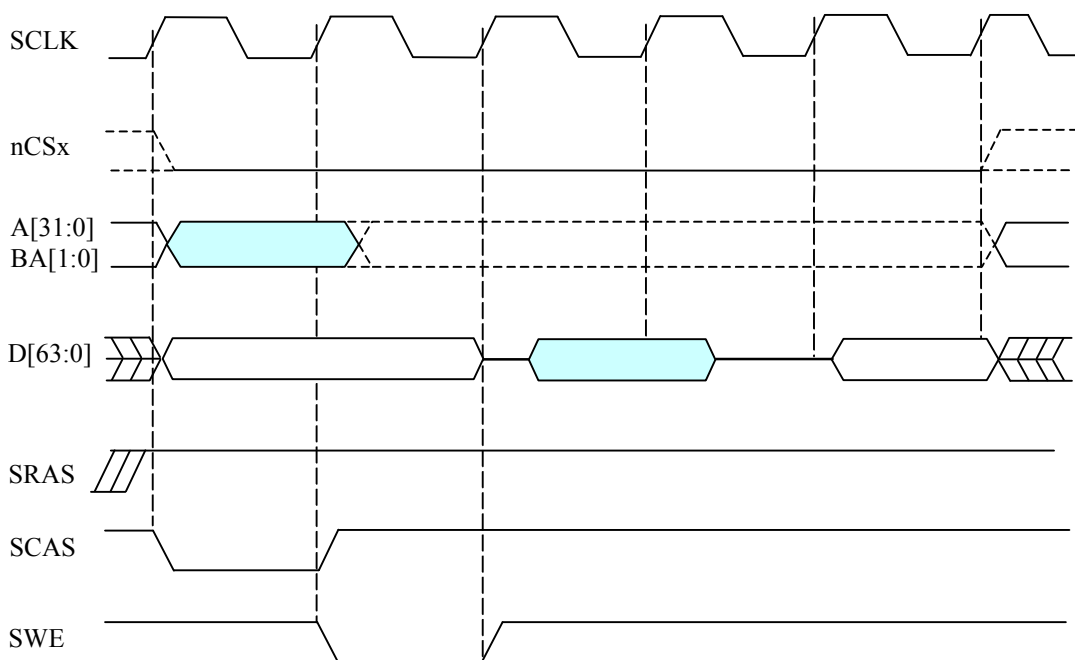 SCLK
nCSx
A[31:0]
BA[1:0]
D[63:0]
SRAS
SCAS
SWE